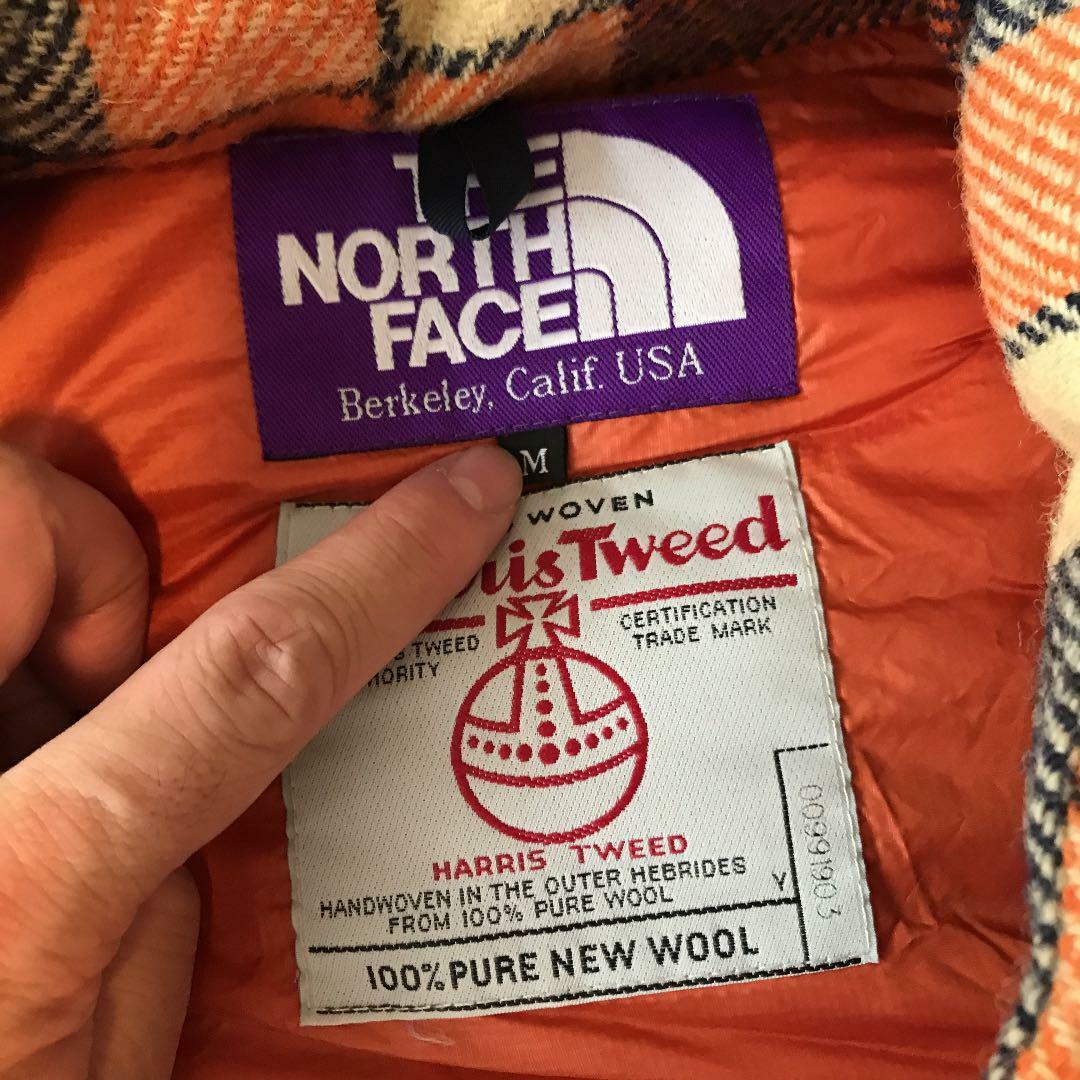 THE
NORTH
FACE
Berkeley, Calif. USA
M
WOVEN
Tweed
TWEED
CERTIFICATION
TRADE MARK
HARRIS TWEED
HANDWOVEN IN THE OUTER HEBRIDES
FROM 100% PURE WOOL
Y
00991903
100% PURE NEW WOOL